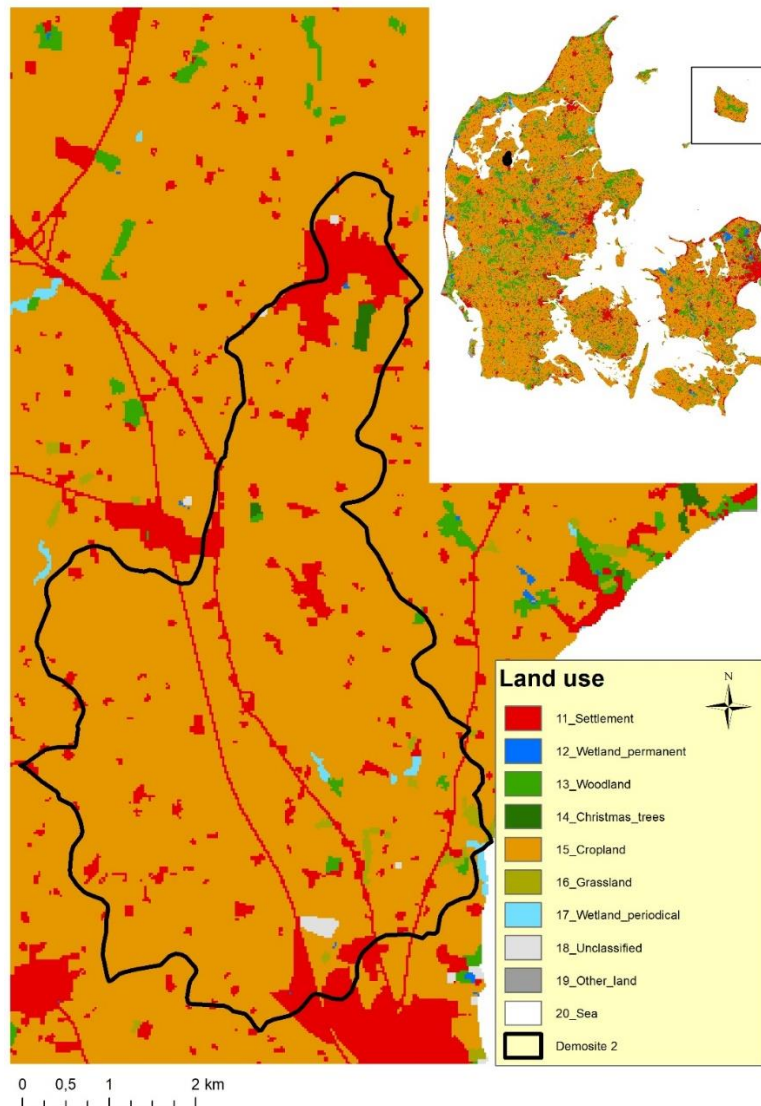 Land use
N
11_Settlement
12_Wetland_permanent
13_Woodland
14_Christmas_trees
15_Cropland
16_Grassland
17_Wetland_periodical
18_Unclassified
19_Other_land
20_Sea
Demosite 2
0 0,5 1 2 km